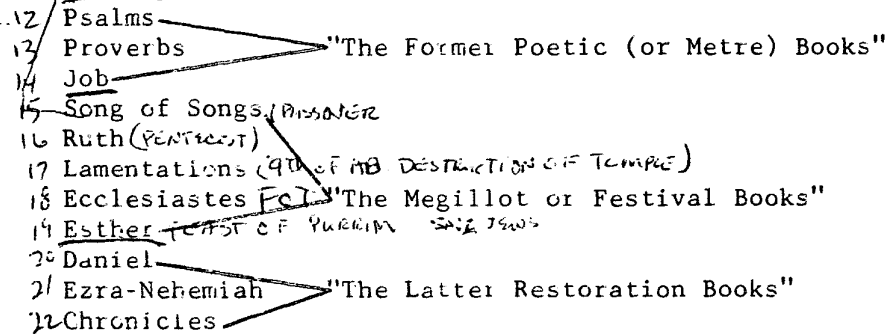 12 Psalms
13 Proverbs "The Former Poetic (or Metre) Books"
14 Job
15 Song of Songs (PASSOVER
16 Ruth (PENTECOST)
17 Lamentations (9TH OF AB DESTRUCTION OF TEMPLE)
18 Ecclesiastes "The Megillot or Festival Books"
19 Esther FEAST OF PURRIM JEWS
20 Daniel
21 Ezra-Nehemiah "The Latter Restoration Books"
22 Chronicles